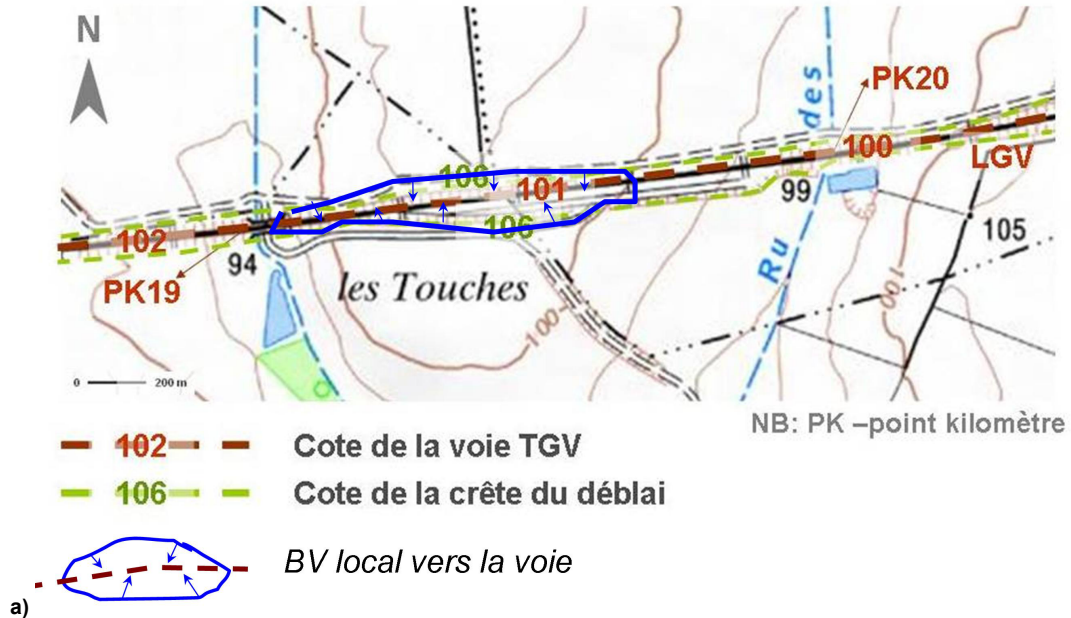 N
des
PK20
106
101
100
LGV
106
99
102
94
105
PK19
les Touches
Ru
100
100
0 200 m
NB: PK –point kilomètre
102 Cote de la voie TGV
106 Cote de la crête du déblai
BV local vers la voie
a)